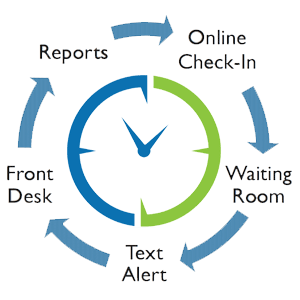 Reports
Online
Check-In
Waiting
Room
Text
Alert
Front
Desk